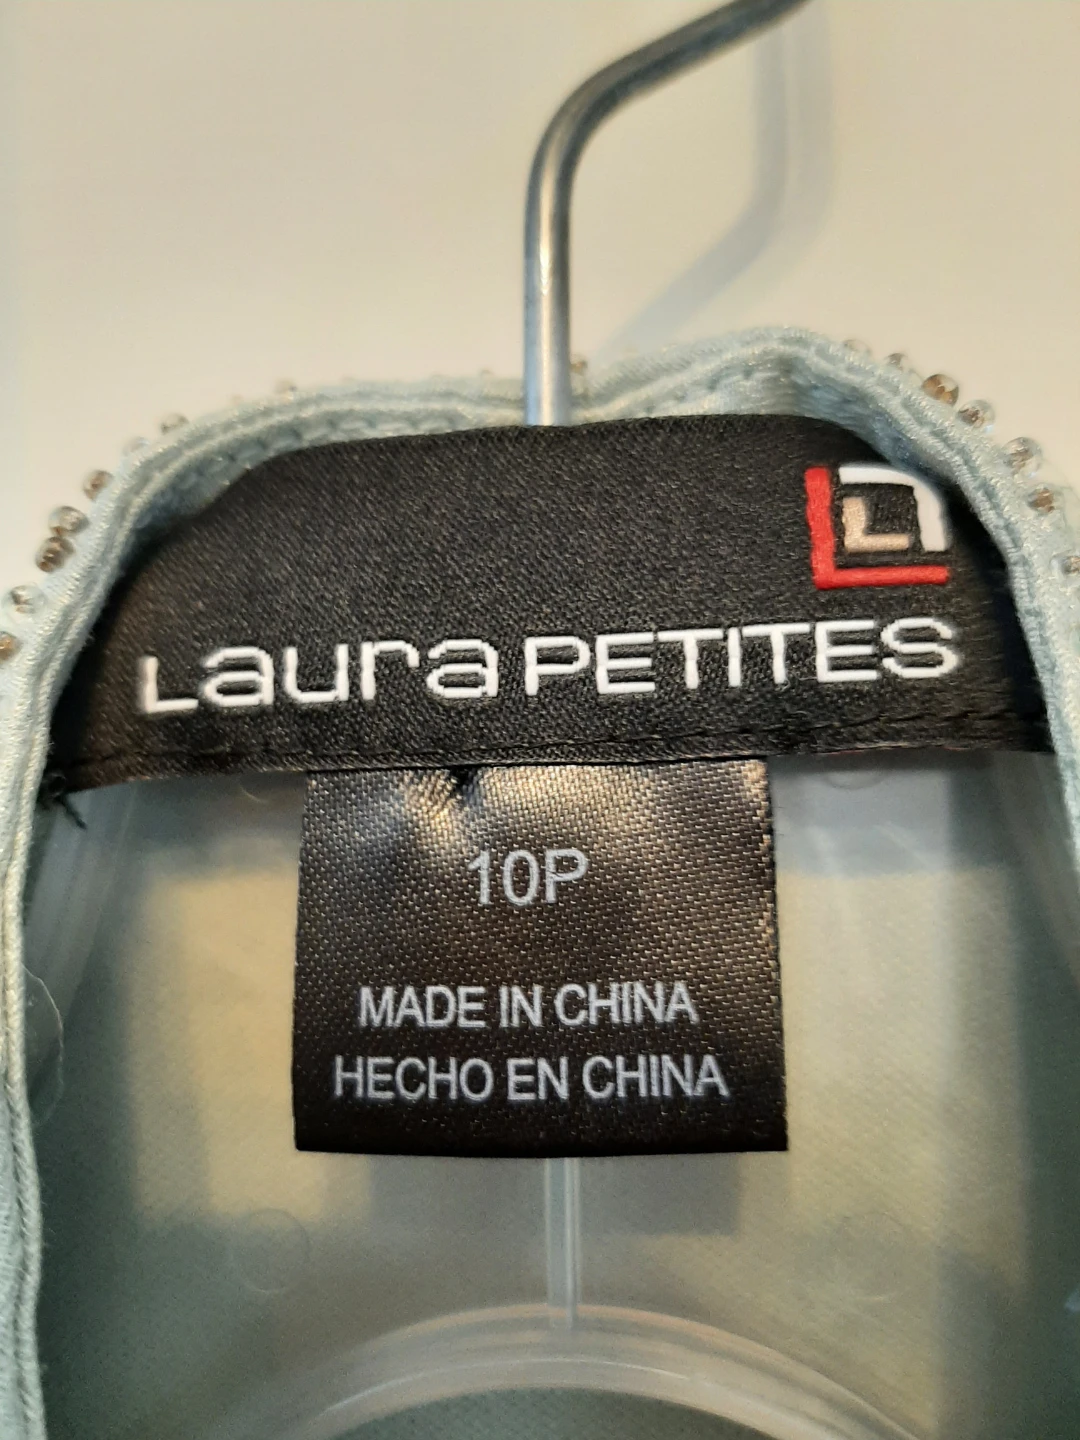 Laura PETITES
10P
MADE IN CHINA
HECHO EN CHINA